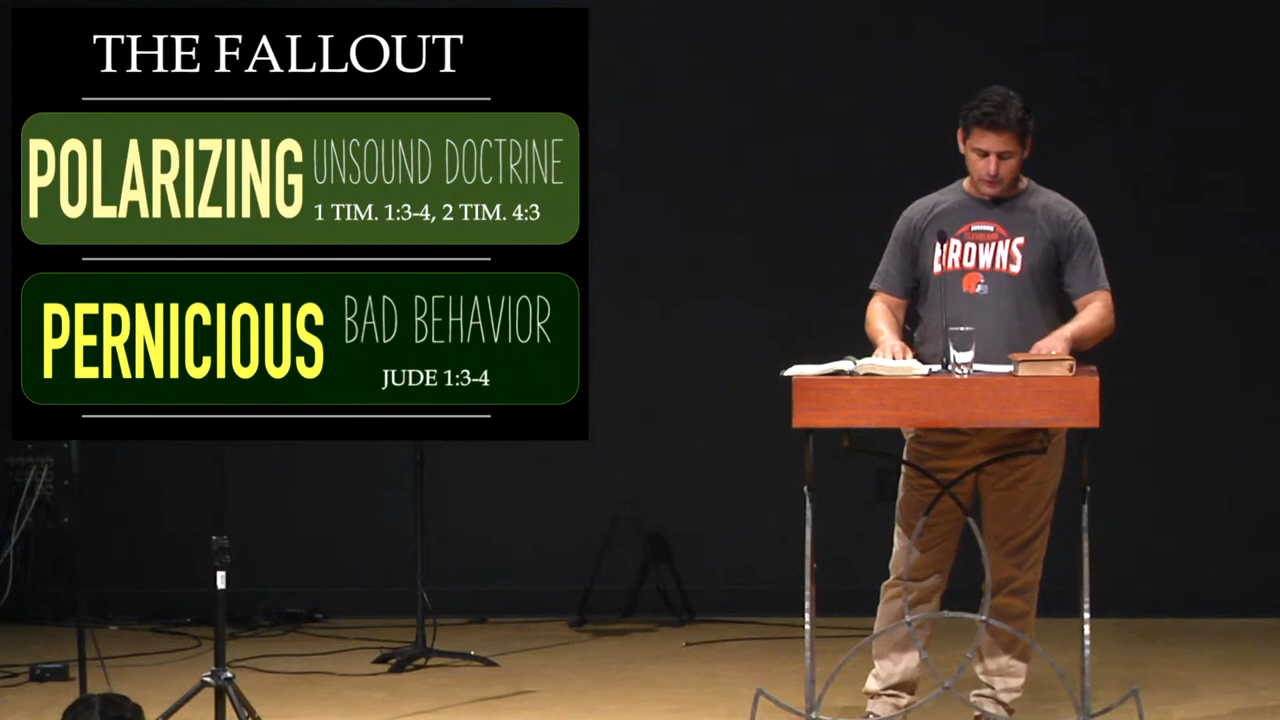 THE FALLOUT
POLARIZING UNSOUND DOCTRINE
1 TIM. 1:3-4, 2 TIM. 4:3
PERNICIOUS BAD BEHAVIOR
JUDE 1:3-4
CLEVELAND
BROWNS